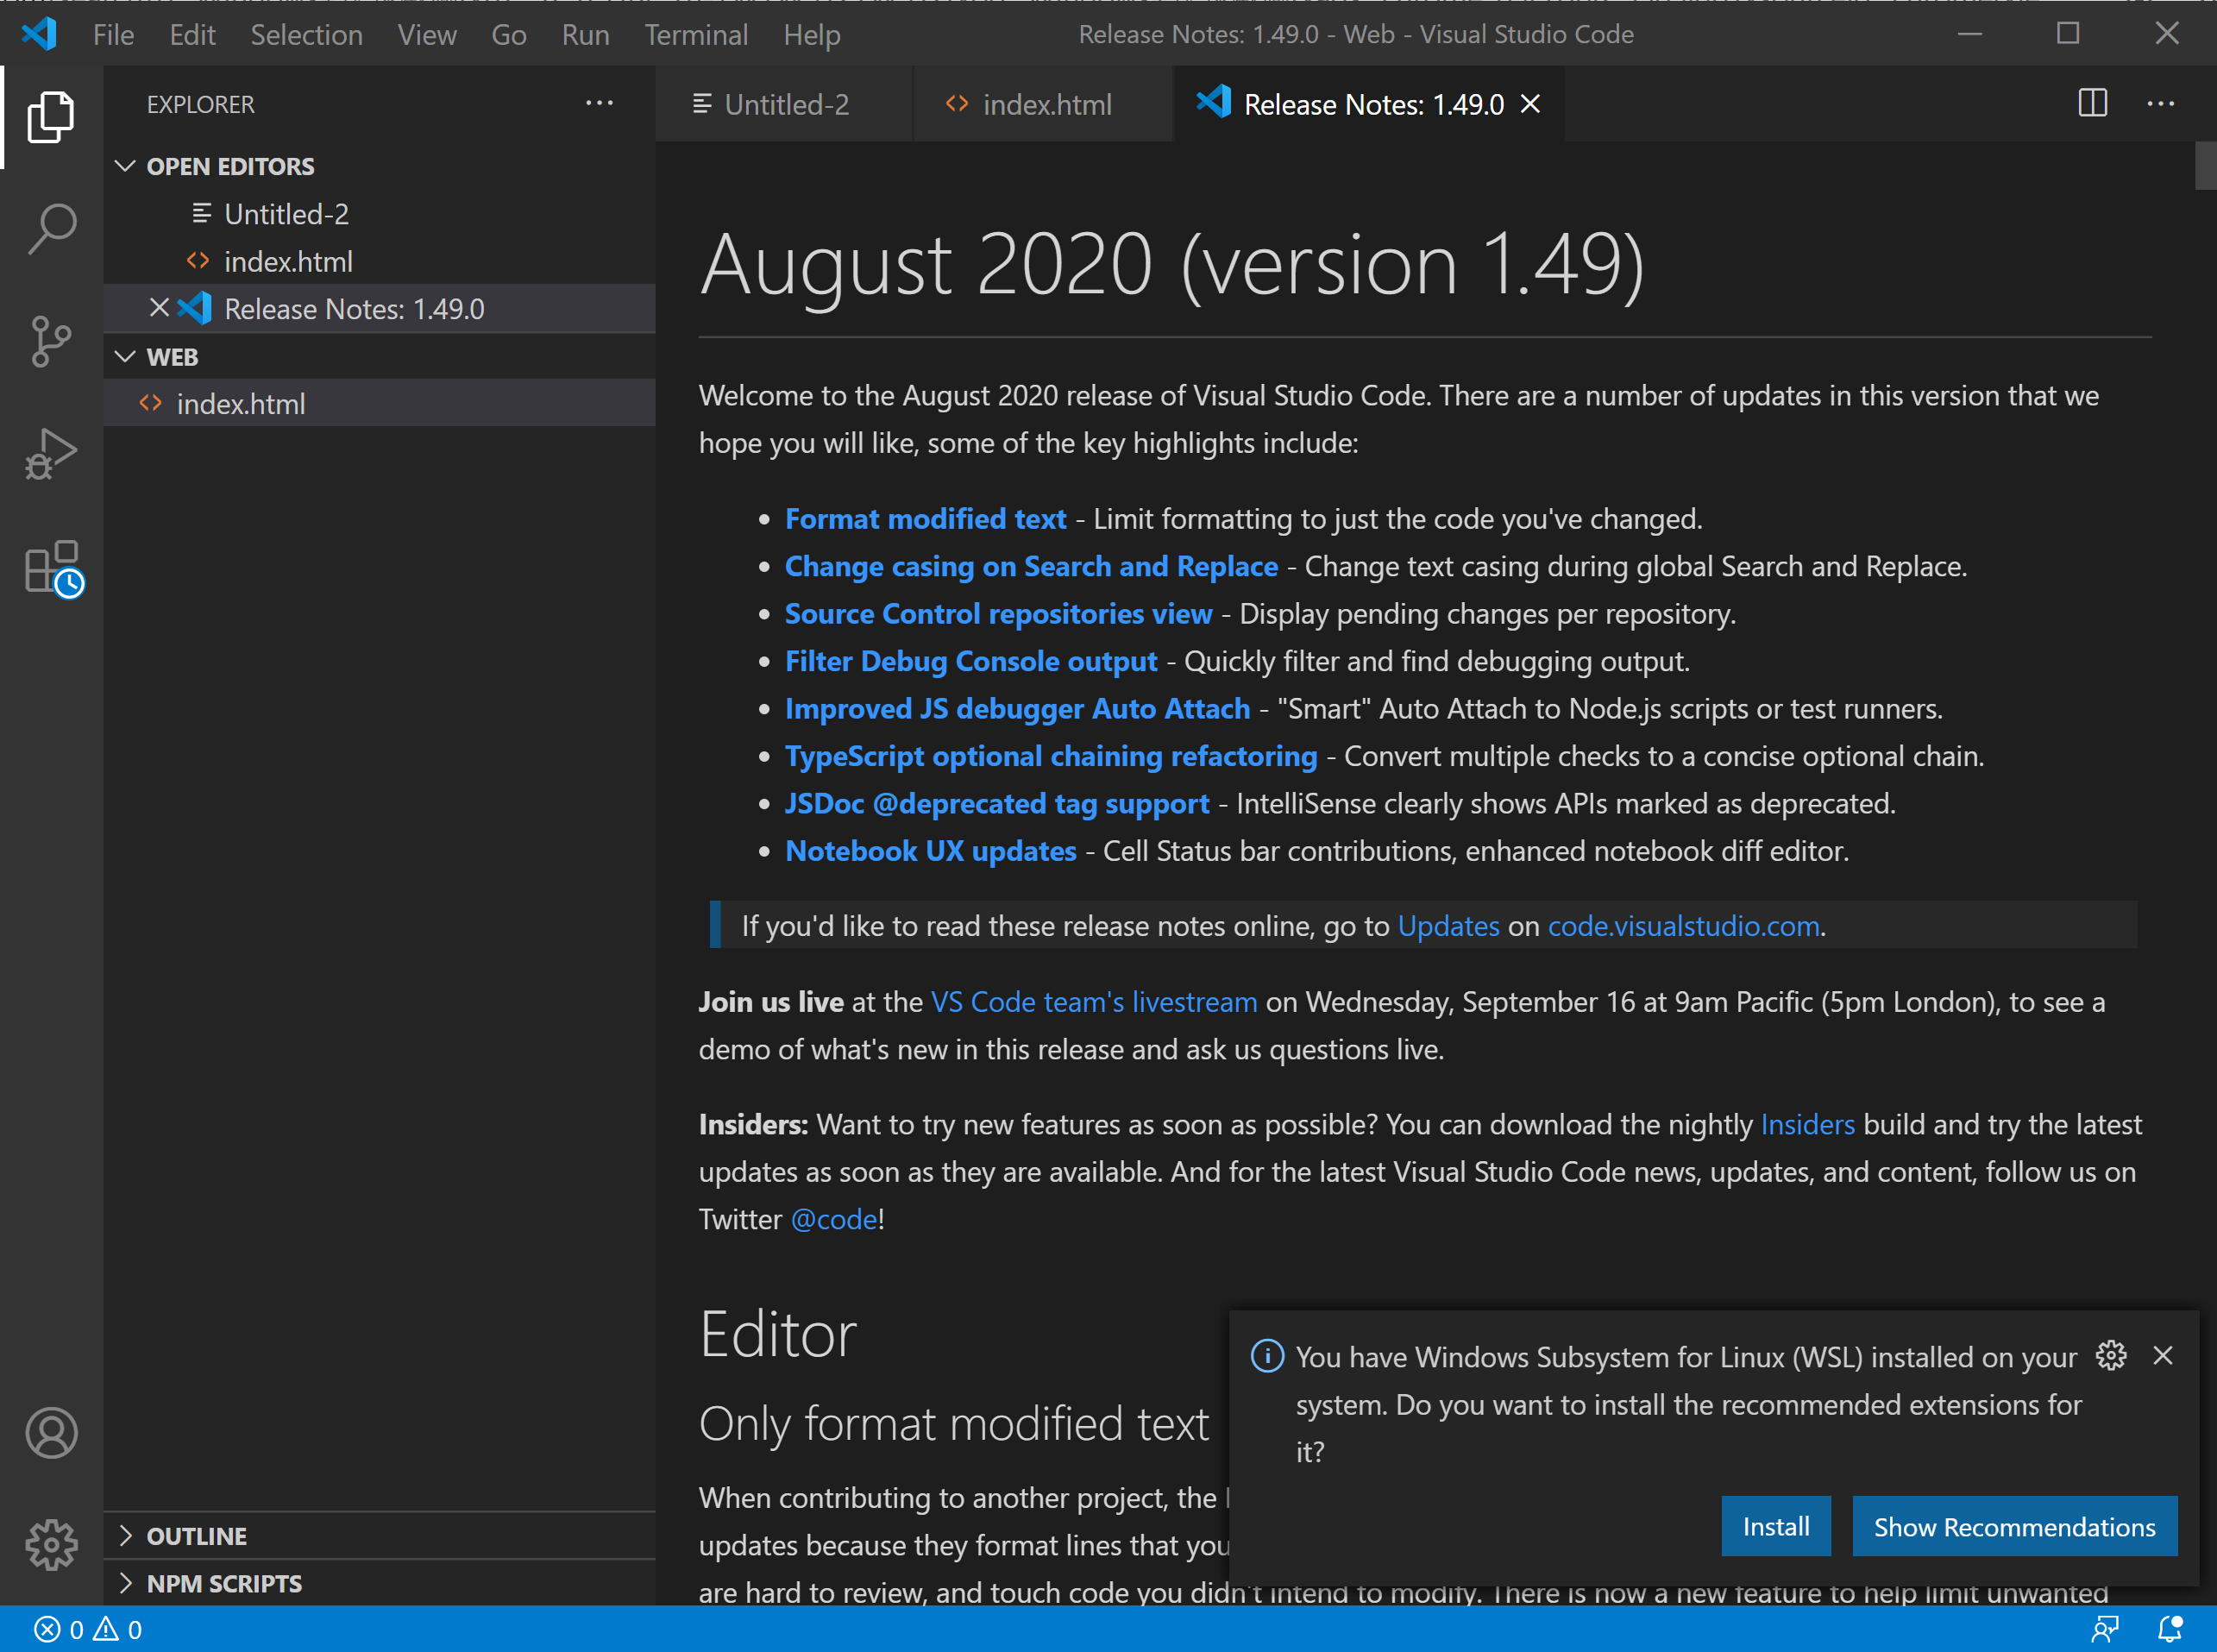 File Edit Selection View Go Run Terminal Help
Release Notes: 1.49.0 - Web - Visual Studio Code
EXPLORER
OPEN EDITORS
Untitled-2
index.html
Release Notes: 1.49.0
WEB
index.html
OUTLINE
NPM SCRIPTS
Untitled-2
index.html
Release Notes: 1.49.0
August 2020 (version 1.49)
Welcome to the August 2020 release of Visual Studio Code. There are a number of updates in this version that we
hope you will like, some of the key highlights include:
• Format modified text - Limit formatting to just the code you've changed.
• Change casing on Search and Replace - Change text casing during global Search and Replace.
• Source Control repositories view - Display pending changes per repository.
• Filter Debug Console output - Quickly filter and find debugging output.
• Improved JS debugger Auto Attach - "Smart" Auto Attach to Node.js scripts or test runners.
• TypeScript optional chaining refactoring - Convert multiple checks to a concise optional chain.
• JSDoc @deprecated tag support - IntelliSense clearly shows APIs marked as deprecated.
• Notebook UX updates - Cell Status bar contributions, enhanced notebook diff editor.
If you'd like to read these release notes online, go to Updates on code.visualstudio.com.
Join us live at the VS Code team's livestream on Wednesday, September 16 at 9am Pacific (5pm London), to see a
demo of what's new in this release and ask us questions live.
Insiders: Want to try new features as soon as possible? You can download the nightly Insiders build and try the latest
updates as soon as they are available. And for the latest Visual Studio Code news, updates, and content, follow us on
Twitter @code!
Editor
Only format modified text
When contributing to another project, the
updates because they format lines that you
are hard to review, and touch code you didn't intend to modify. There is now a new feature to help limit unwanted
You have Windows Subsystem for Linux (WSL) installed on your
system. Do you want to install the recommended extensions for
it?
Install
Show Recommendations
0 0